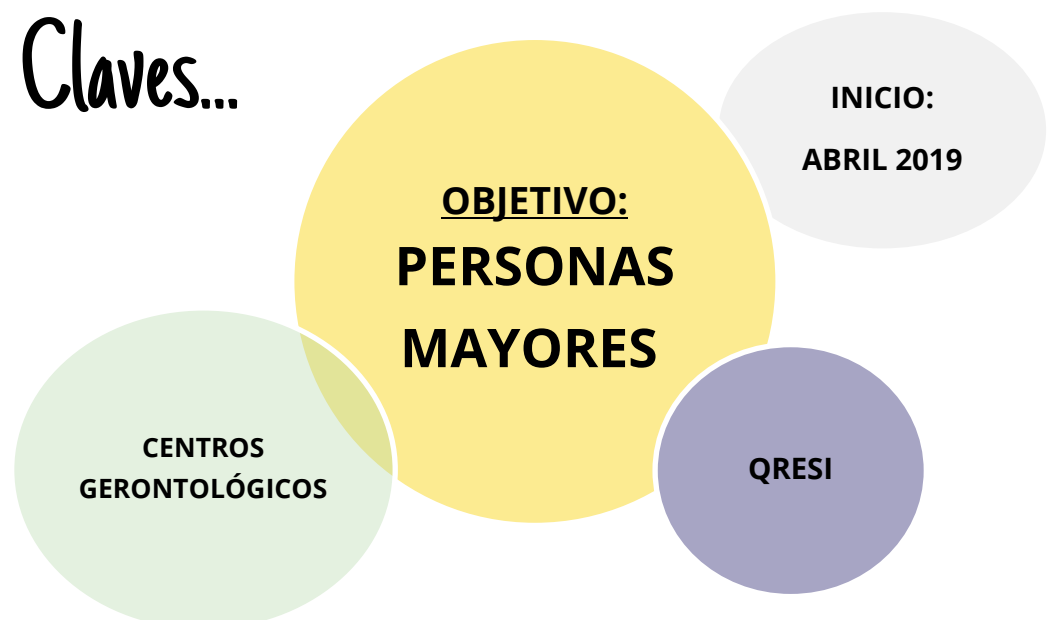 Claves...
INICIO:
ABRIL 2019
OBJETIVO:
PERSONAS
MAYORES
CENTROS
GERONTOLÓGICOS
QRESI